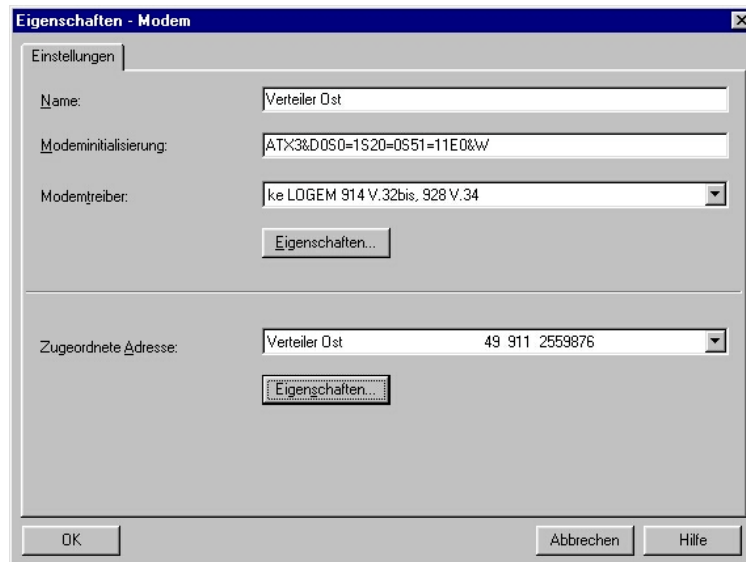 Eigenschaften - Modem
Einstellungen
Name: Verteiler Ost
Modeminitialisierung: ATX3&D0S0=1S20=0S51=11E0&W
Modemtreiber: ke LOGEM 914 V.32bis, 928 V.34
Eigenschaften...
Zugeordnete Adresse: Verteiler Ost 49 911 2559876
Eigenschaften...
OK Abbrechen Hilfe